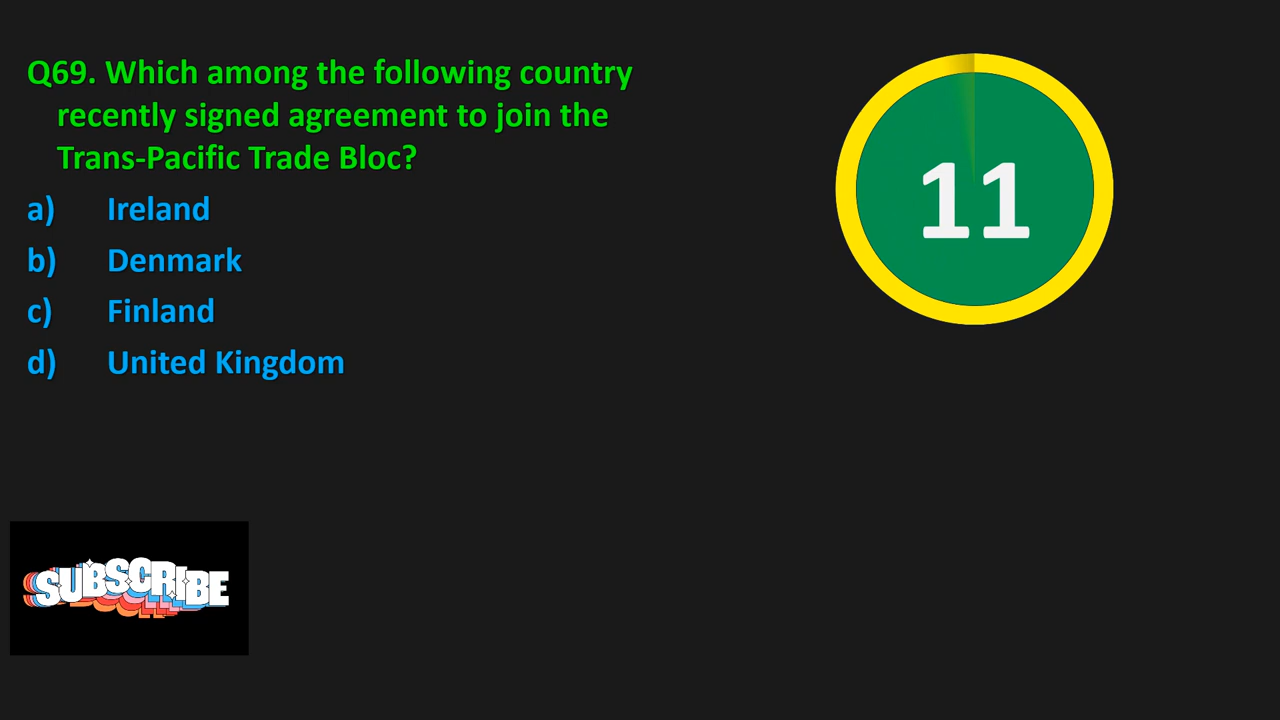 Q69. Which among the following country
recently signed agreement to join the
Trans-Pacific Trade Bloc?
a) Ireland
b) Denmark
c) Finland
d) United Kingdom
11
SUBSCRIBE